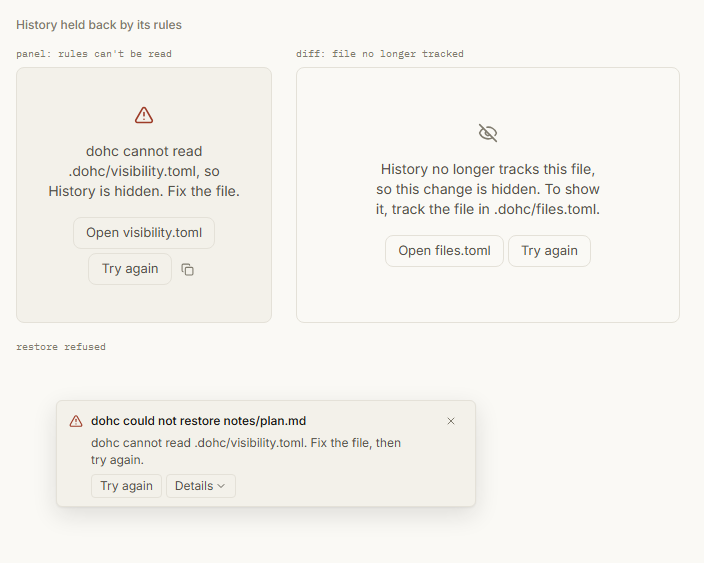 History held back by its rules
panel: rules can't be read
dohc cannot read
.dohc/visibility.toml, so
History is hidden. Fix the file.
Open visibility.toml
Try again
diff: file no longer tracked
History no longer tracks this file,
so this change is hidden. To show
it, track the file in .dohc/files.toml.
Open files.toml
Try again
restore refused
dohc could not restore notes/plan.md
dohc cannot read .dohc/visibility.toml. Fix the file, then
try again.
Try again
Details